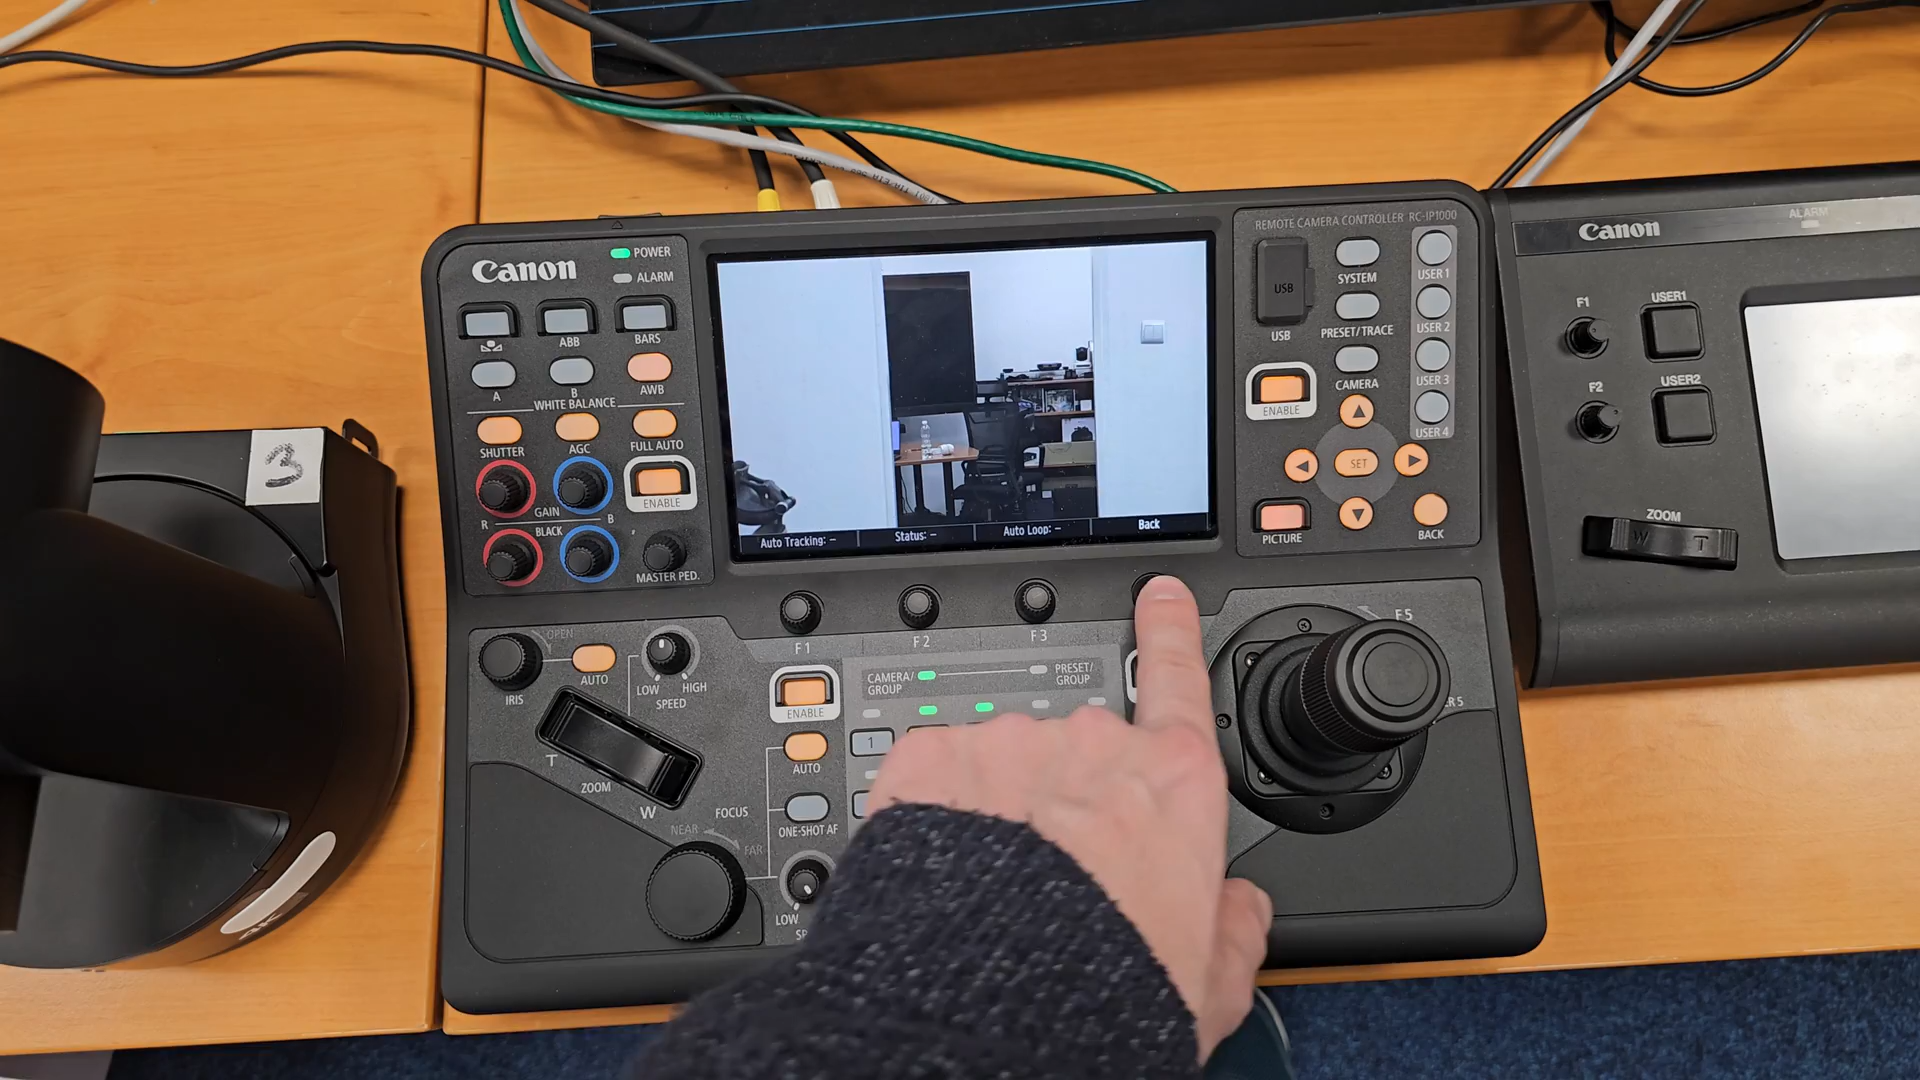 Canon
POWER
ALARM
ABB
BARS
A
B
AWB
WHITE BALANCE
SHUTTER
AGC
FULL AUTO
ENABLE
GAIN
R
B
BLACK
MASTER PED.
3
Auto Tracking: –
Status: –
Auto Loop: –
Back
REMOTE CAMERA CONTROLLER RC-IP1000
USB
USB
SYSTEM
PRESET/TRACE
CAMERA
USER 1
USER 2
USER 3
USER 4
ENABLE
SET
PICTURE
BACK
F1
F2
F3
F5
OPEN
IRIS
AUTO
LOW
HIGH
SPEED
T
ZOOM
W
FOCUS
NEAR
FAR
LOW
ENABLE
AUTO
ONE-SHOT AF
CAMERA/
GROUP
PRESET/
GROUP
1
Canon
ALARM
F1
USER1
F2
USER2
ZOOM
W
T